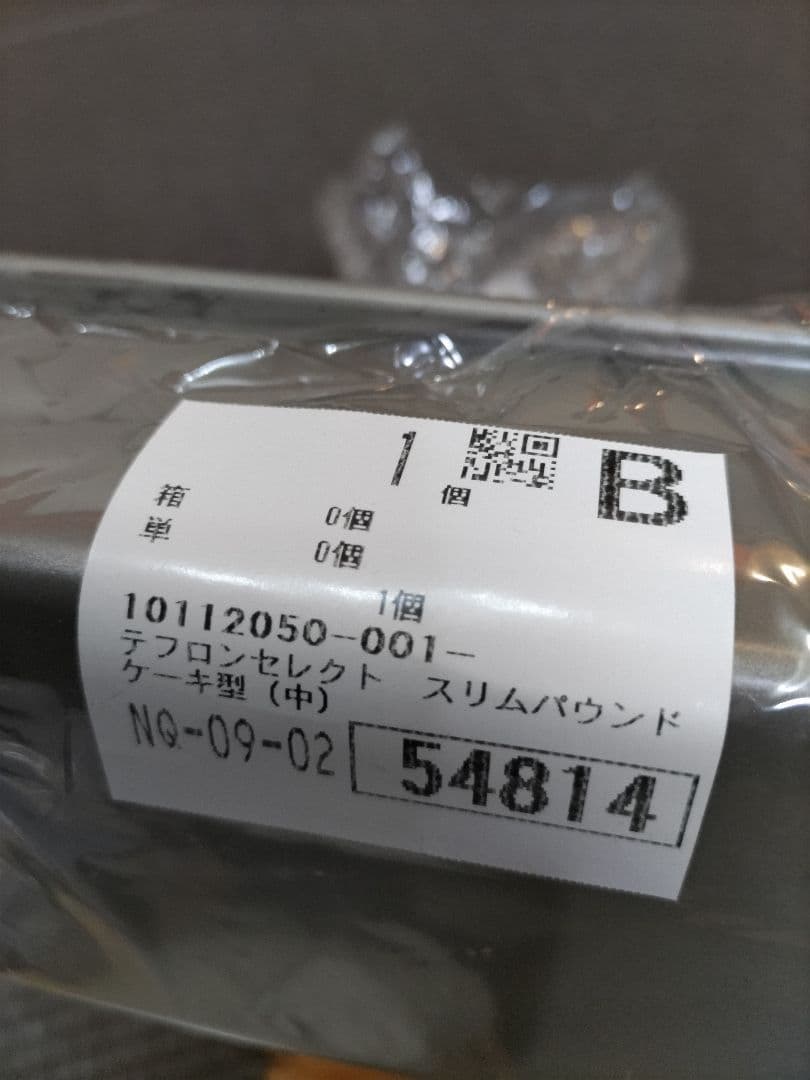 1個 B
箱 0個
単 0個
1個
10112050-001-
テフロンセレクト スリムパウンド
ケーキ型(中)
NQ-09-02 54814